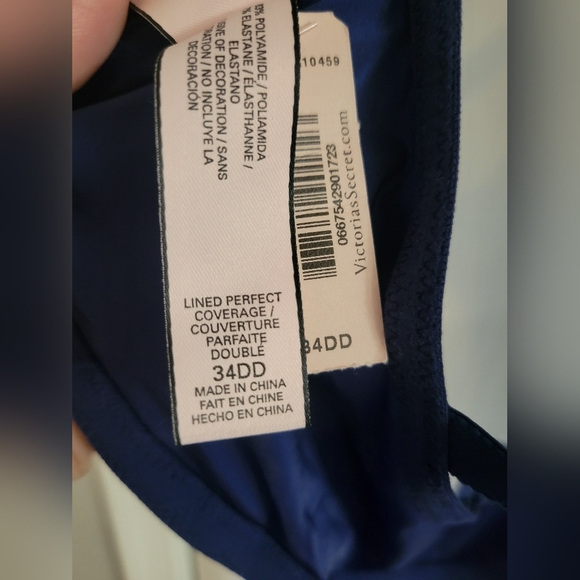 % POLYAMIDE / POLIAMIDA
% ELASTANE / ÉLASTHANNE /
ELASTANO
OF DECORATION / SANS
/ NO INCLUYE LA
DECORACIÓN
LINED PERFECT
COVERAGE /
COUVERTURE
PARFAITE
DOUBLÉ
34DD
MADE IN CHINA
FAIT EN CHINE
HECHO EN CHINA
10459
0667542901723
VictoriasSecret.com
34DD